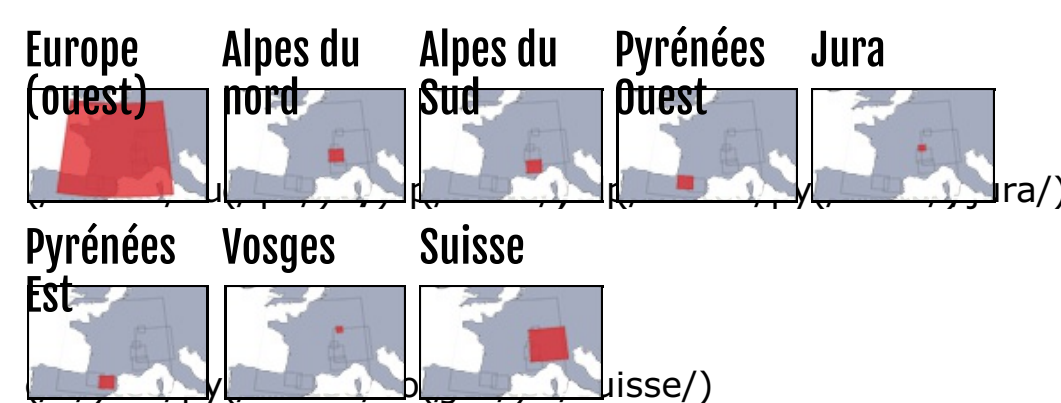 Europe
(ouest)
Alpes du
nord
Alpes du
Sud
Pyrénées
Ouest
Jura
jura/)
Pyrénées
Est
Vosges
Suisse
uisse/)